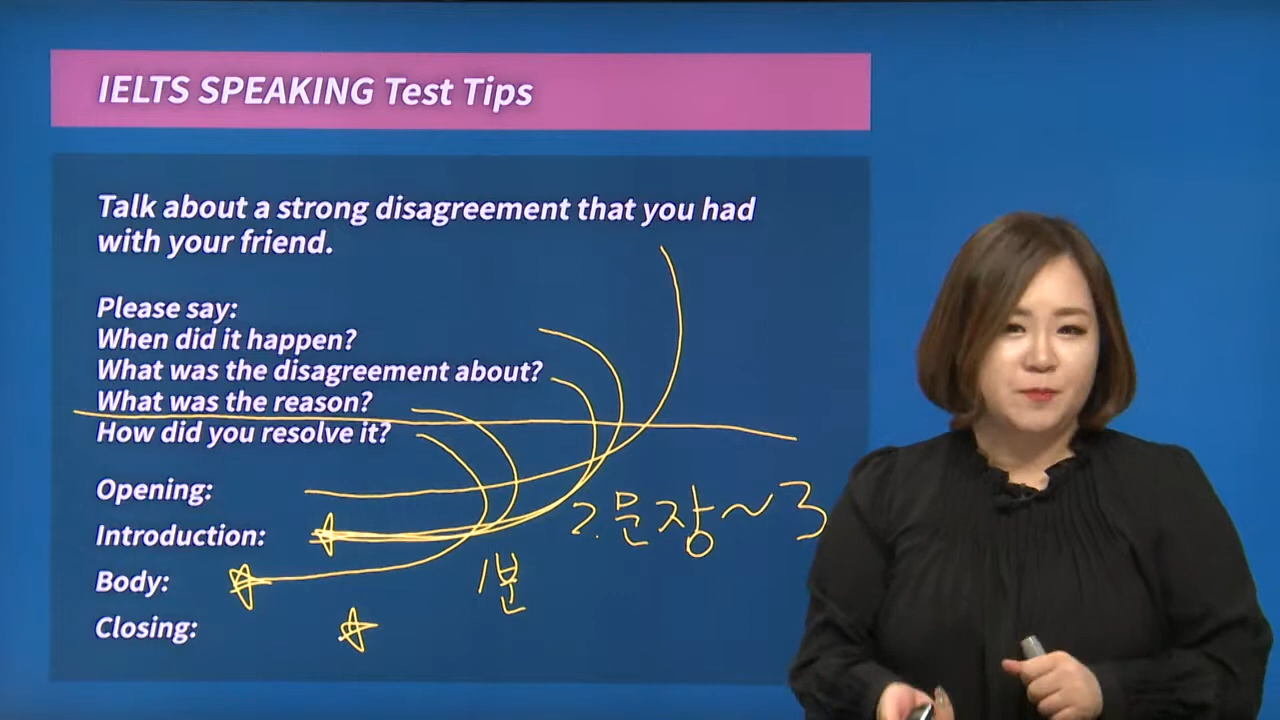 IELTS SPEAKING Test Tips
Talk about a strong disagreement that you had
with your friend.
Please say:
When did it happen?
What was the disagreement about?
What was the reason?
How did you resolve it?
Opening:
Introduction:
Body:
Closing:
2.문장~3
1분